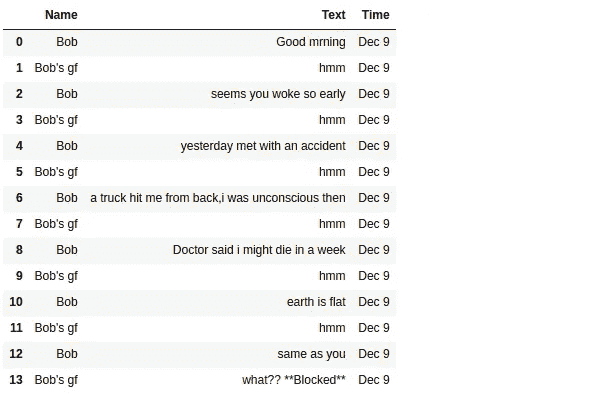 Name Text Time
0 Bob Good mrning Dec 9
1 Bob's gf hmm Dec 9
2 Bob seems you woke so early Dec 9
3 Bob's gf hmm Dec 9
4 Bob yesterday met with an accident Dec 9
5 Bob's gf hmm Dec 9
6 Bob a truck hit me from back,i was unconscious then Dec 9
7 Bob's gf hmm Dec 9
8 Bob Doctor said i might die in a week Dec 9
9 Bob's gf hmm Dec 9
10 Bob earth is flat Dec 9
11 Bob's gf hmm Dec 9
12 Bob same as you Dec 9
13 Bob's gf what?? **Blocked** Dec 9